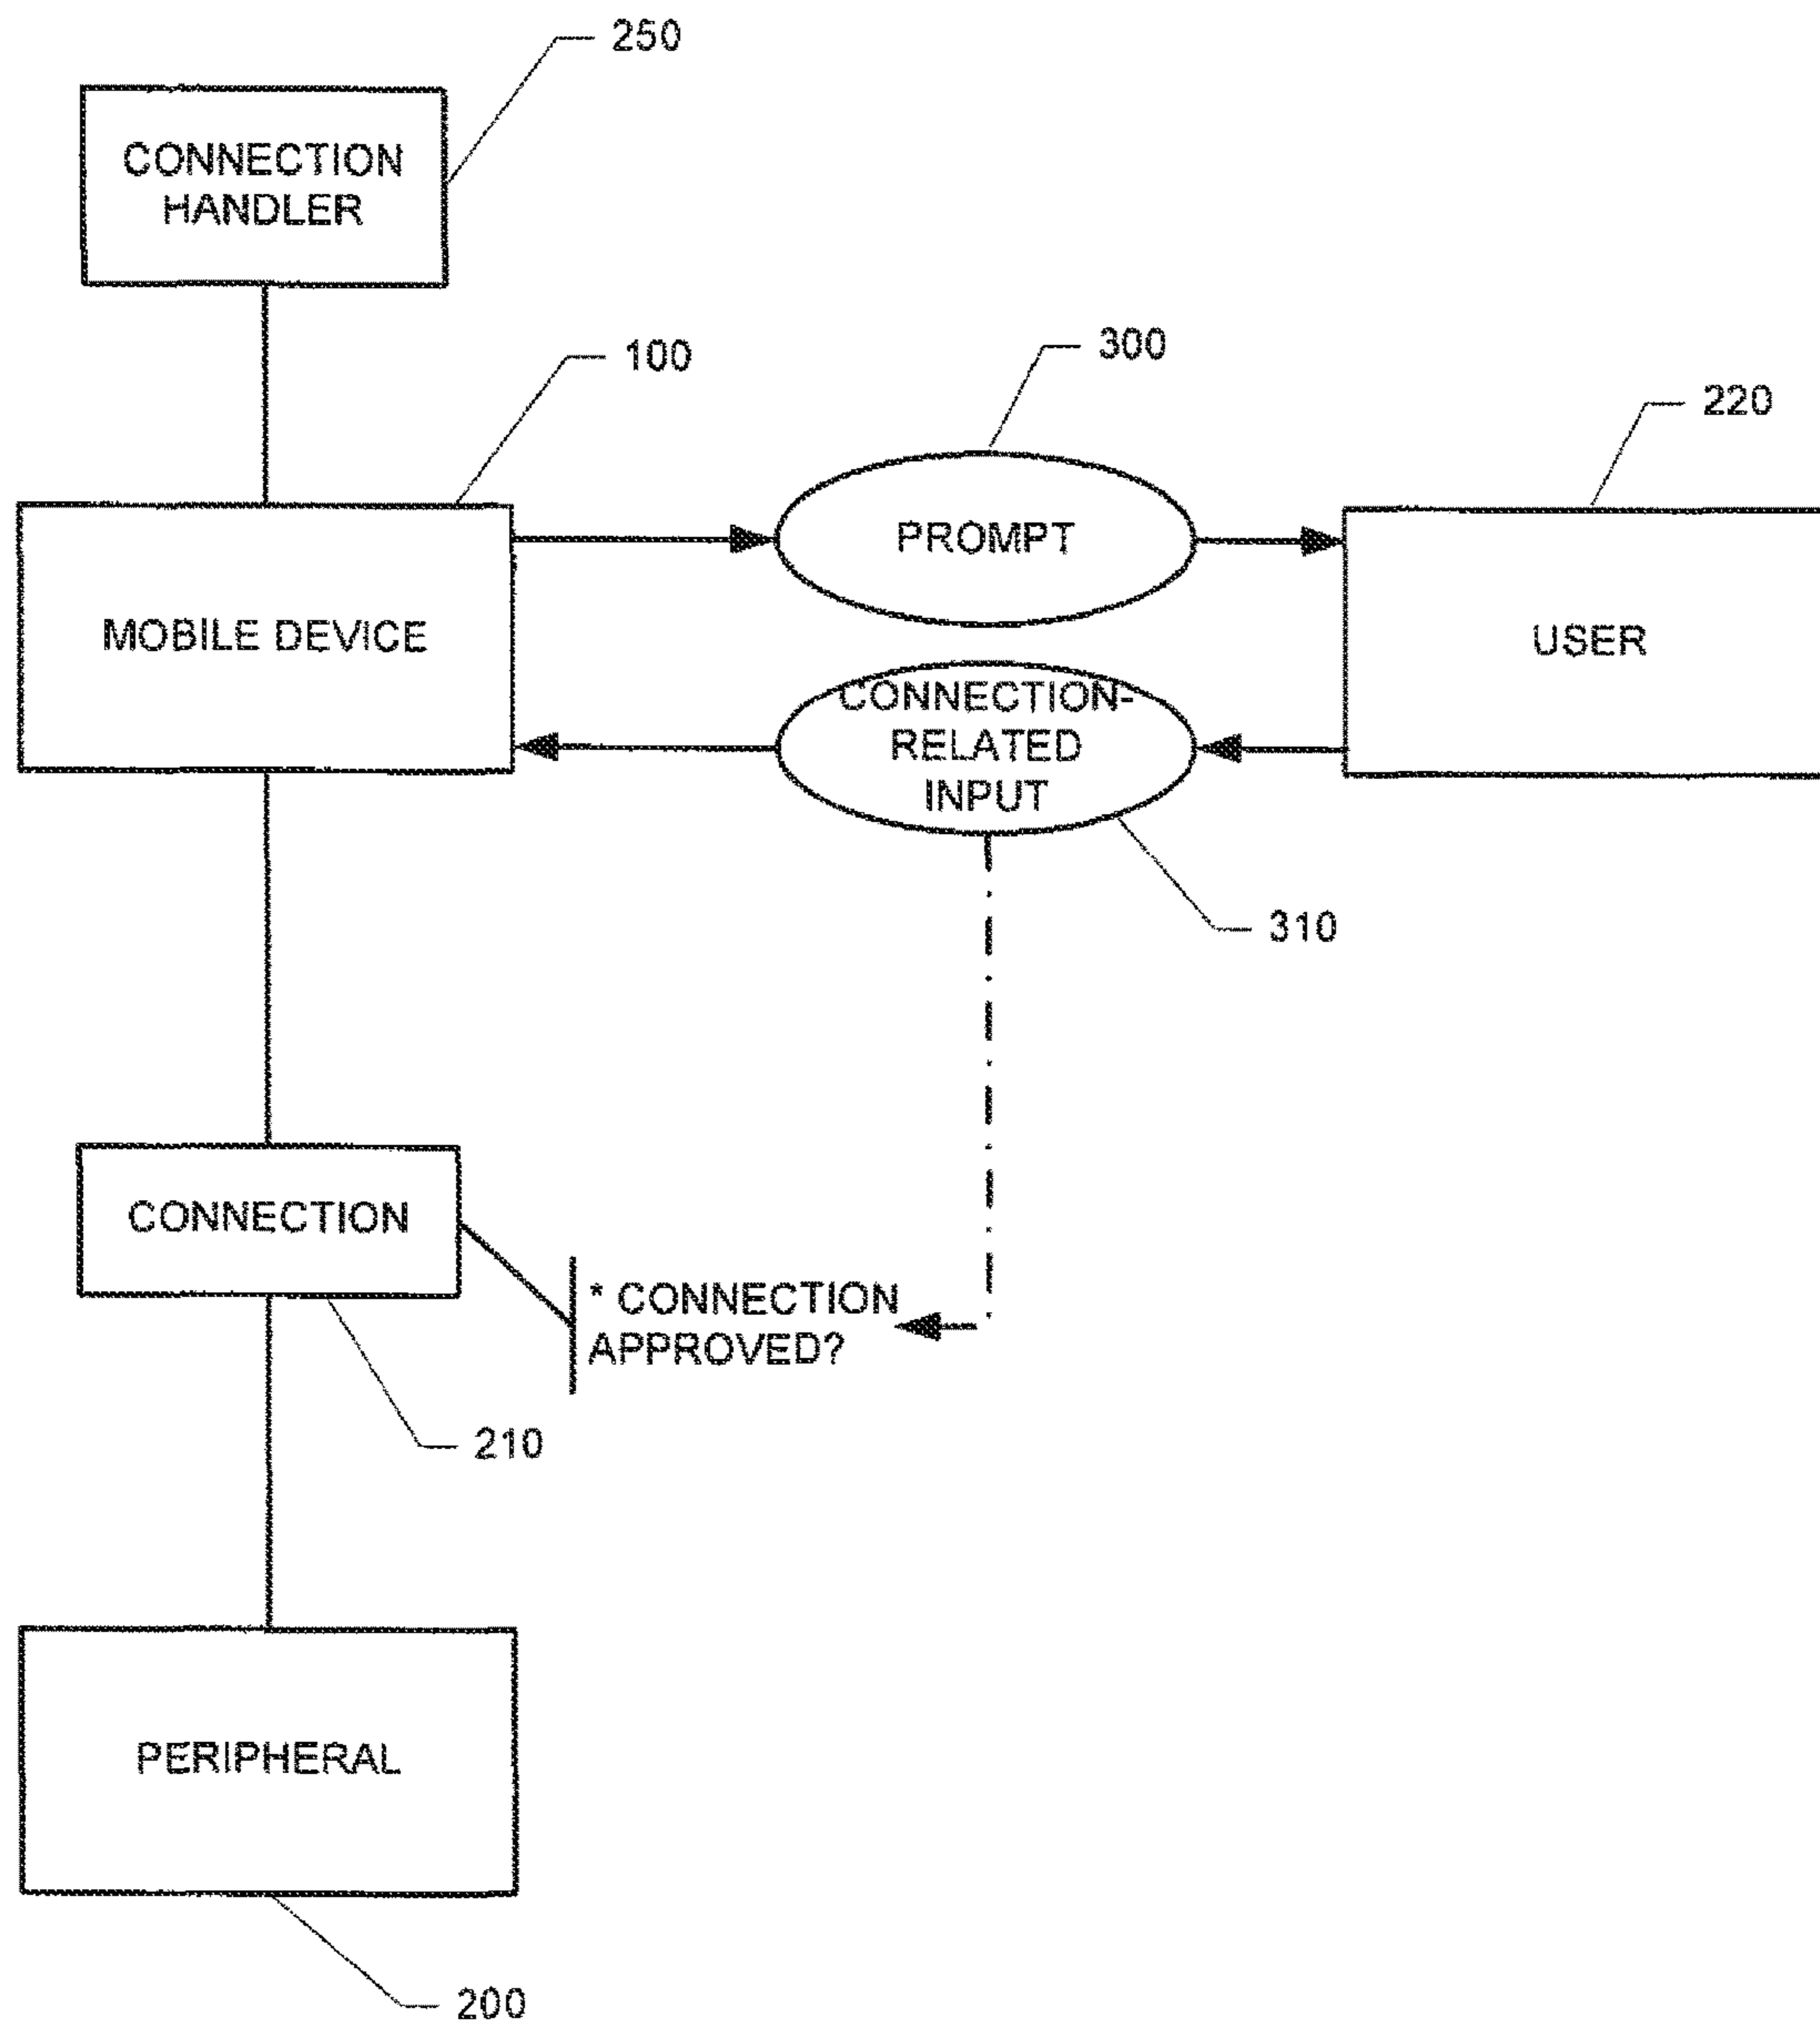 250
CONNECTION
HANDLER
100
300
220
PROMPT
MOBILE DEVICE
USER
CONNECTION-
RELATED
INPUT
310
CONNECTION
* CONNECTION
APPROVED?
210
PERIPHERAL
200